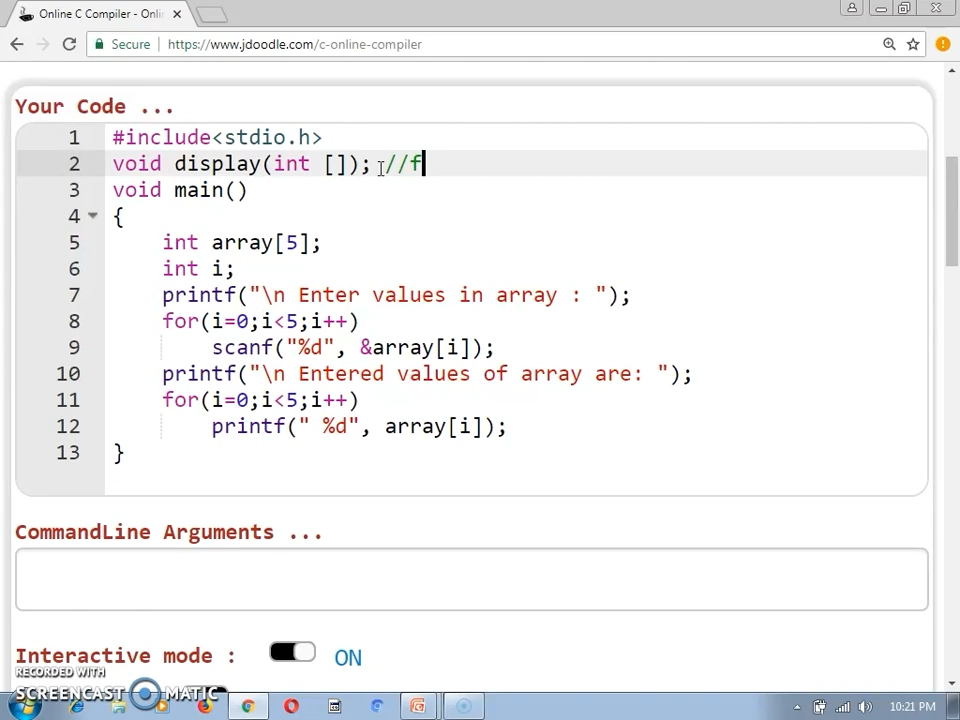 Online C Compiler - Onlin
Secure https://www.jdoodle.com/c-online-compiler
Your Code ...
1 #include<stdio.h>
2 void display(int []); //f
3 void main()
4 {
5 int array[5];
6 int i;
7 printf("\n Enter values in array : ");
8 for(i=0;i<5;i++)
9 scanf("%d", &array[i]);
10 printf("\n Entered values of array are: ");
11 for(i=0;i<5;i++)
12 printf(" %d", array[i]);
13 }
CommandLine Arguments ...
Interactive mode : ON
RECORDED WITH
SCREENCAST MATIC
10:21 PM